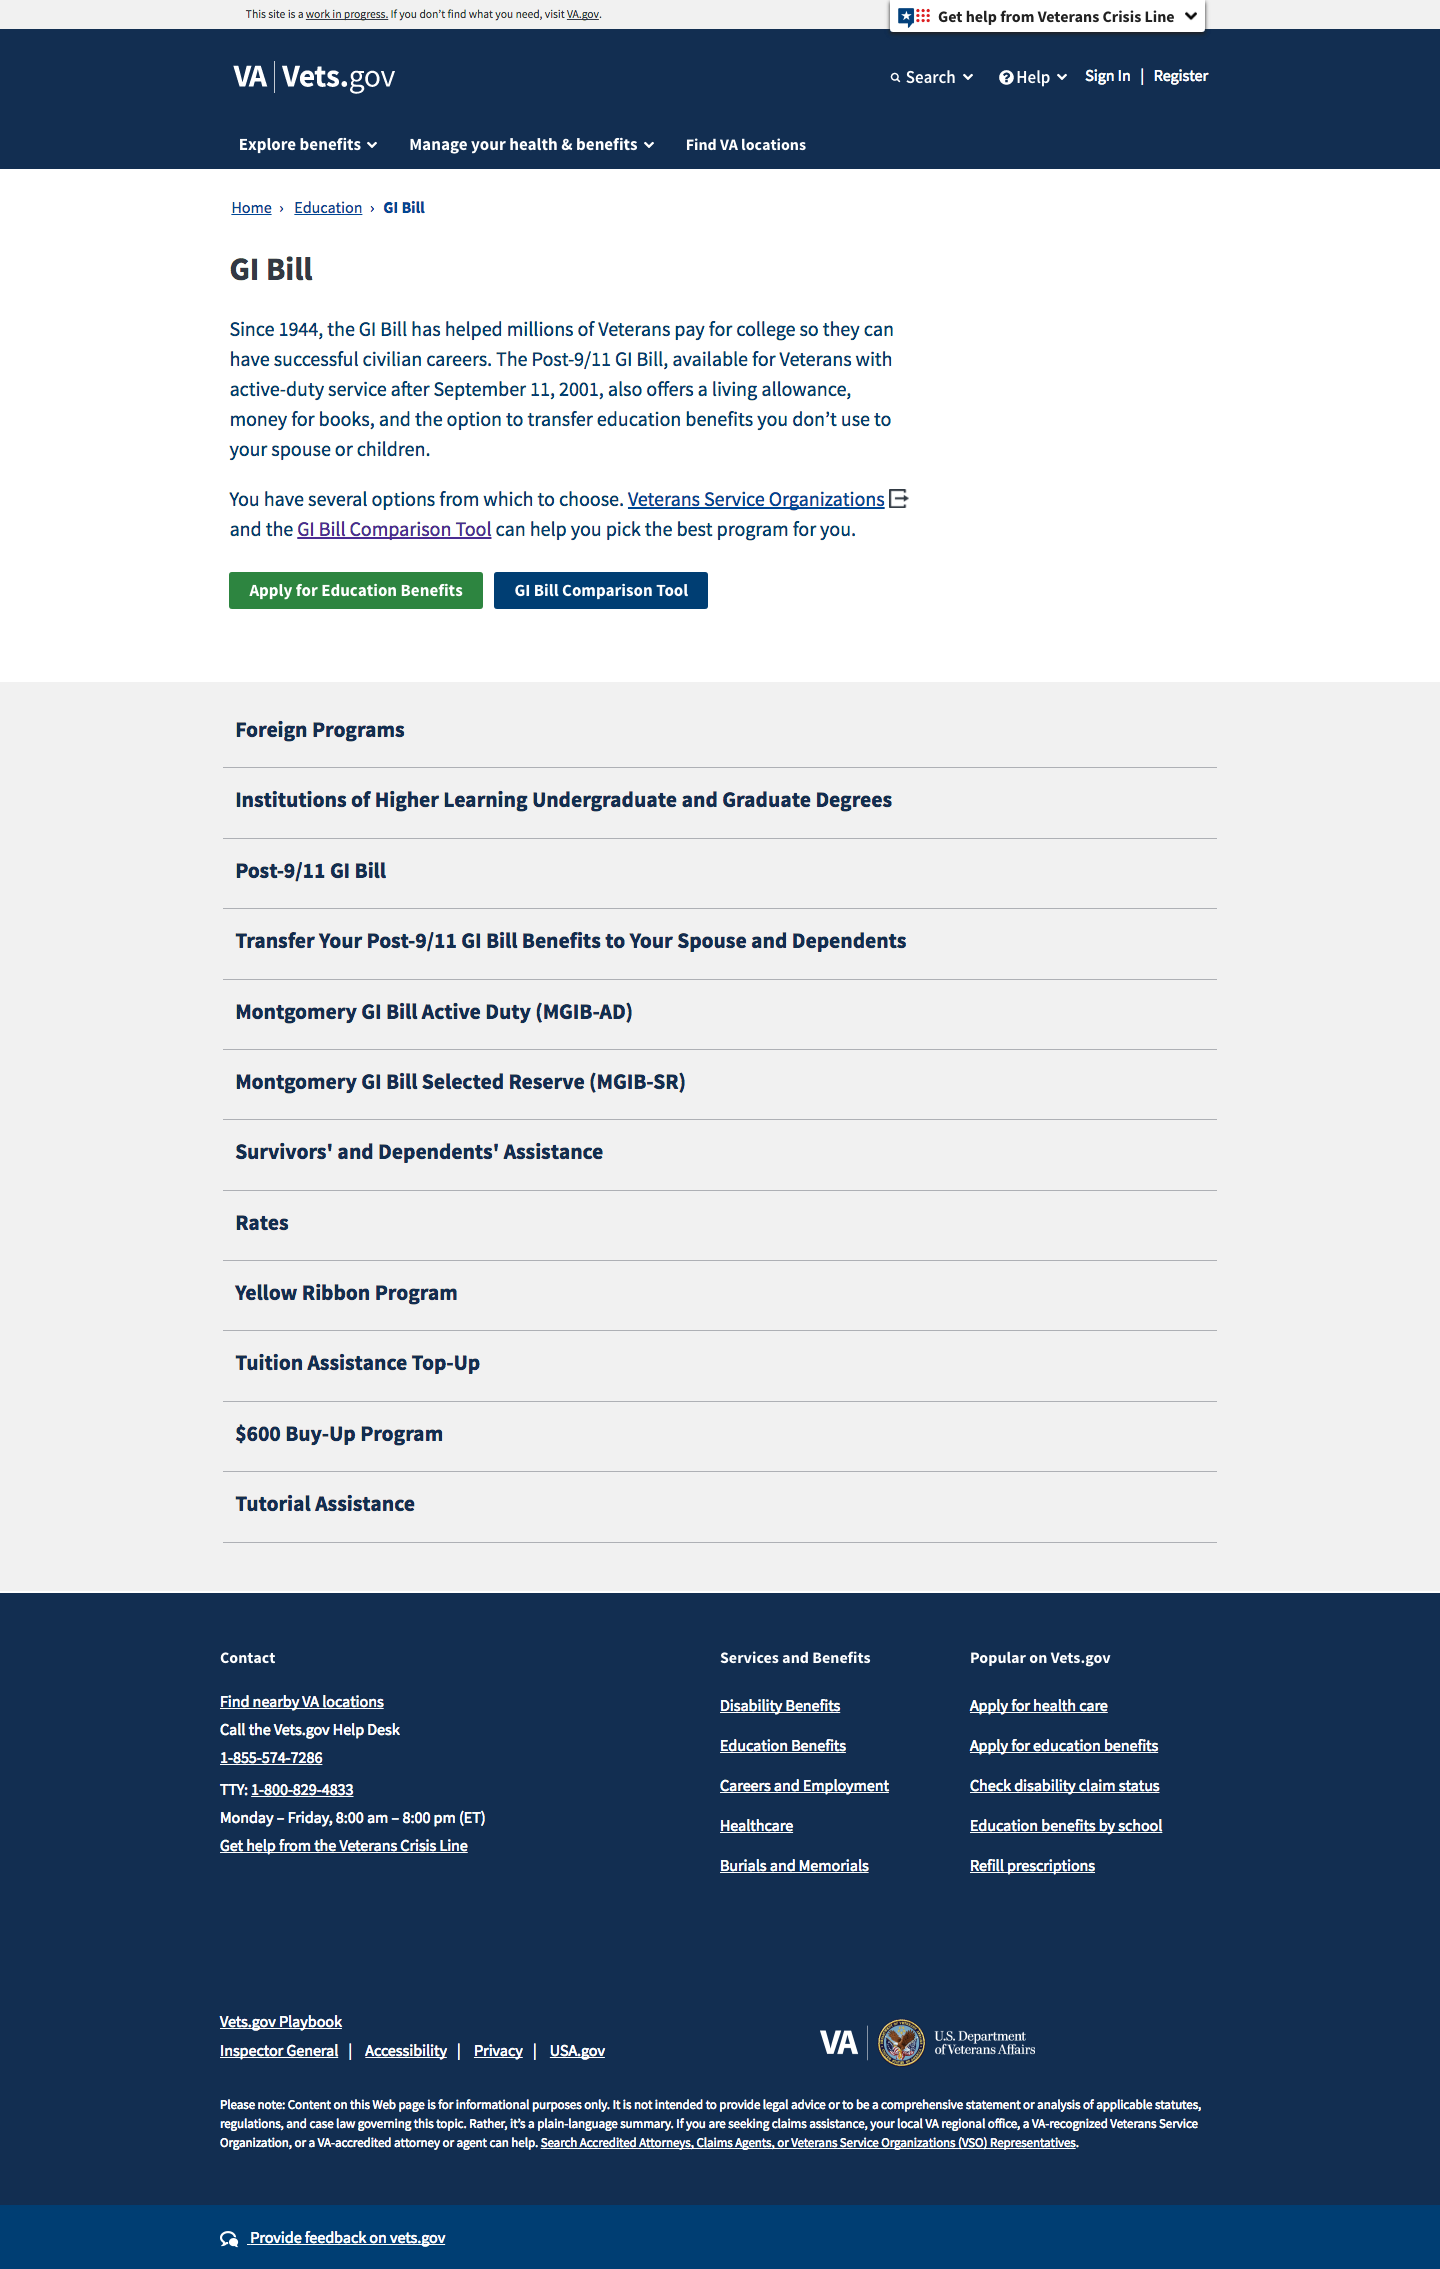 This site is a work in progress. If you don’t find what you need, visit VA.gov.
Get help from Veterans Crisis Line
VA | Vets.gov
Search
Help
Sign In | Register
Explore benefits
Manage your health & benefits
Find VA locations
Home › Education › GI Bill
GI Bill
Since 1944, the GI Bill has helped millions of Veterans pay for college so they can
have successful civilian careers. The Post-9/11 GI Bill, available for Veterans with
active-duty service after September 11, 2001, also offers a living allowance,
money for books, and the option to transfer education benefits you don’t use to
your spouse or children.
You have several options from which to choose. Veterans Service Organizations
and the GI Bill Comparison Tool can help you pick the best program for you.
Apply for Education Benefits
GI Bill Comparison Tool
Foreign Programs
Institutions of Higher Learning Undergraduate and Graduate Degrees
Post-9/11 GI Bill
Transfer Your Post-9/11 GI Bill Benefits to Your Spouse and Dependents
Montgomery GI Bill Active Duty (MGIB-AD)
Montgomery GI Bill Selected Reserve (MGIB-SR)
Survivors' and Dependents' Assistance
Rates
Yellow Ribbon Program
Tuition Assistance Top-Up
$600 Buy-Up Program
Tutorial Assistance
Contact
Find nearby VA locations
Call the Vets.gov Help Desk
1-855-574-7286
TTY: 1-800-829-4833
Monday – Friday, 8:00 am – 8:00 pm (ET)
Get help from the Veterans Crisis Line
Services and Benefits
Disability Benefits
Education Benefits
Careers and Employment
Healthcare
Burials and Memorials
Popular on Vets.gov
Apply for health care
Apply for education benefits
Check disability claim status
Education benefits by school
Refill prescriptions
Vets.gov Playbook
Inspector General | Accessibility | Privacy | USA.gov
VA
U.S. Department
of Veterans Affairs
Please note: Content on this Web page is for informational purposes only. It is not intended to provide legal advice or to be a comprehensive statement or analysis of applicable statutes,
regulations, and case law governing this topic. Rather, it’s a plain-language summary. If you are seeking claims assistance, your local VA regional office, a VA-recognized Veterans Service
Organization, or a VA-accredited attorney or agent can help. Search Accredited Attorneys, Claims Agents, or Veterans Service Organizations (VSO) Representatives.
Provide feedback on vets.gov